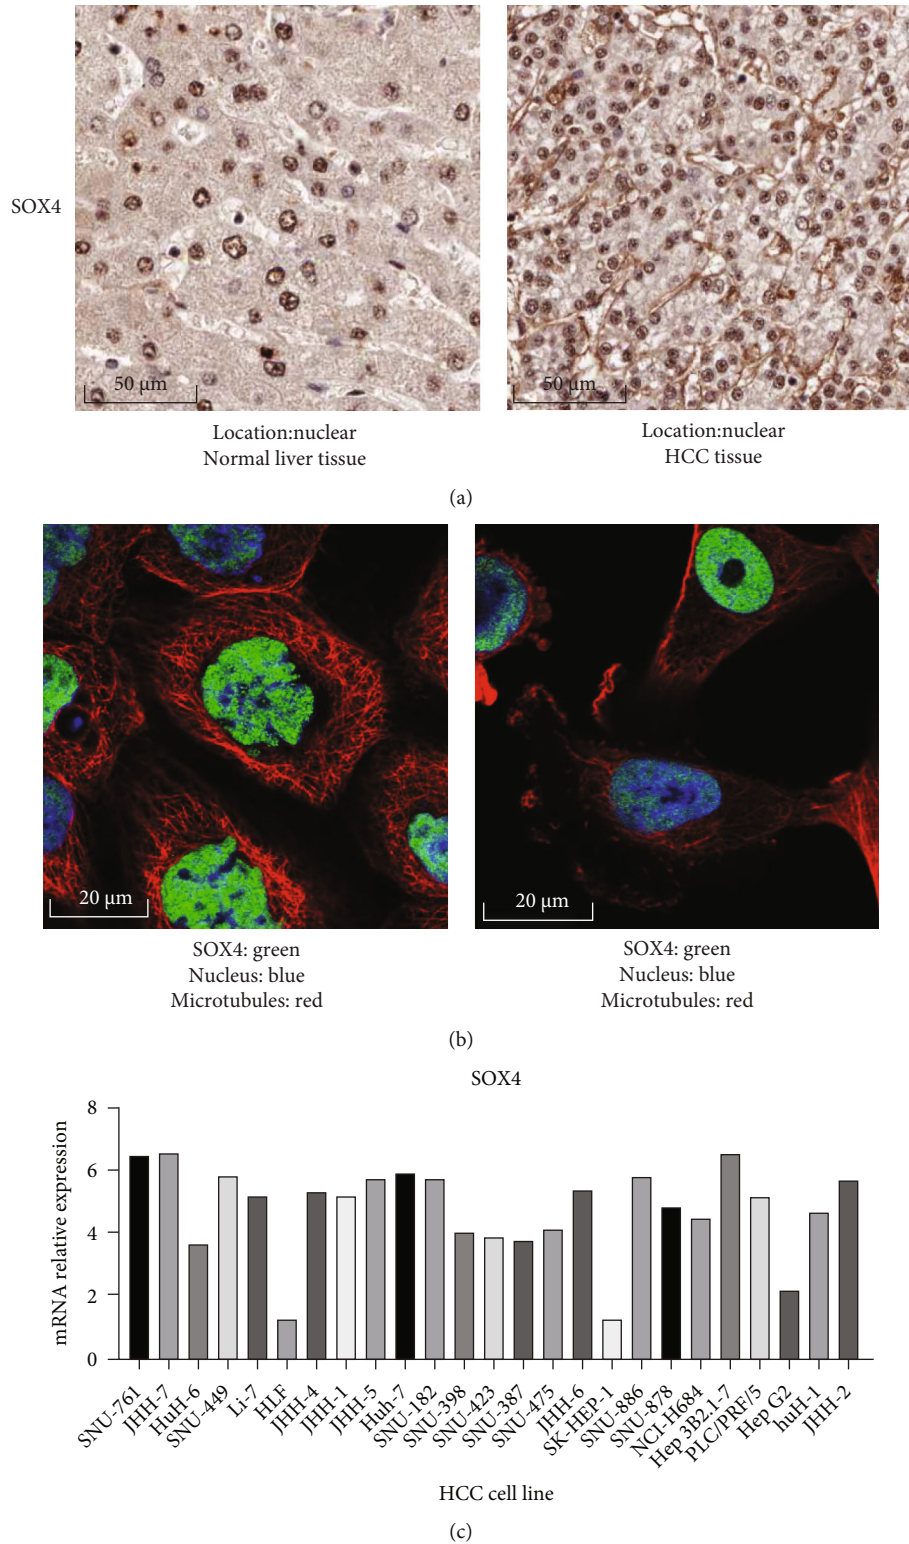 SOX4
50 μm
50 μm
Location:nuclear
Normal liver tissue
Location:nuclear
HCC tissue
(a)
20 μm
20 μm
SOX4: green
Nucleus: blue
Microtubules: red
SOX4: green
Nucleus: blue
Microtubules: red
(b)
SOX4
mRNA relative expression
8
6
4
2
0
SNU-761
JHH-7
HuH-6
SNU-449
Li-7
HLF
JHH-4
JHH-1
JHH-5
Huh-7
SNU-182
SNU-398
SNU-423
SNU-387
SNU-475
JHH-6
SK-HEP-1
SNU-886
SNU-878
NCI-H684
Hep 3B2.1-7
PLC/PRF/5
Hep G2
huH-1
JHH-2
HCC cell line
(c)